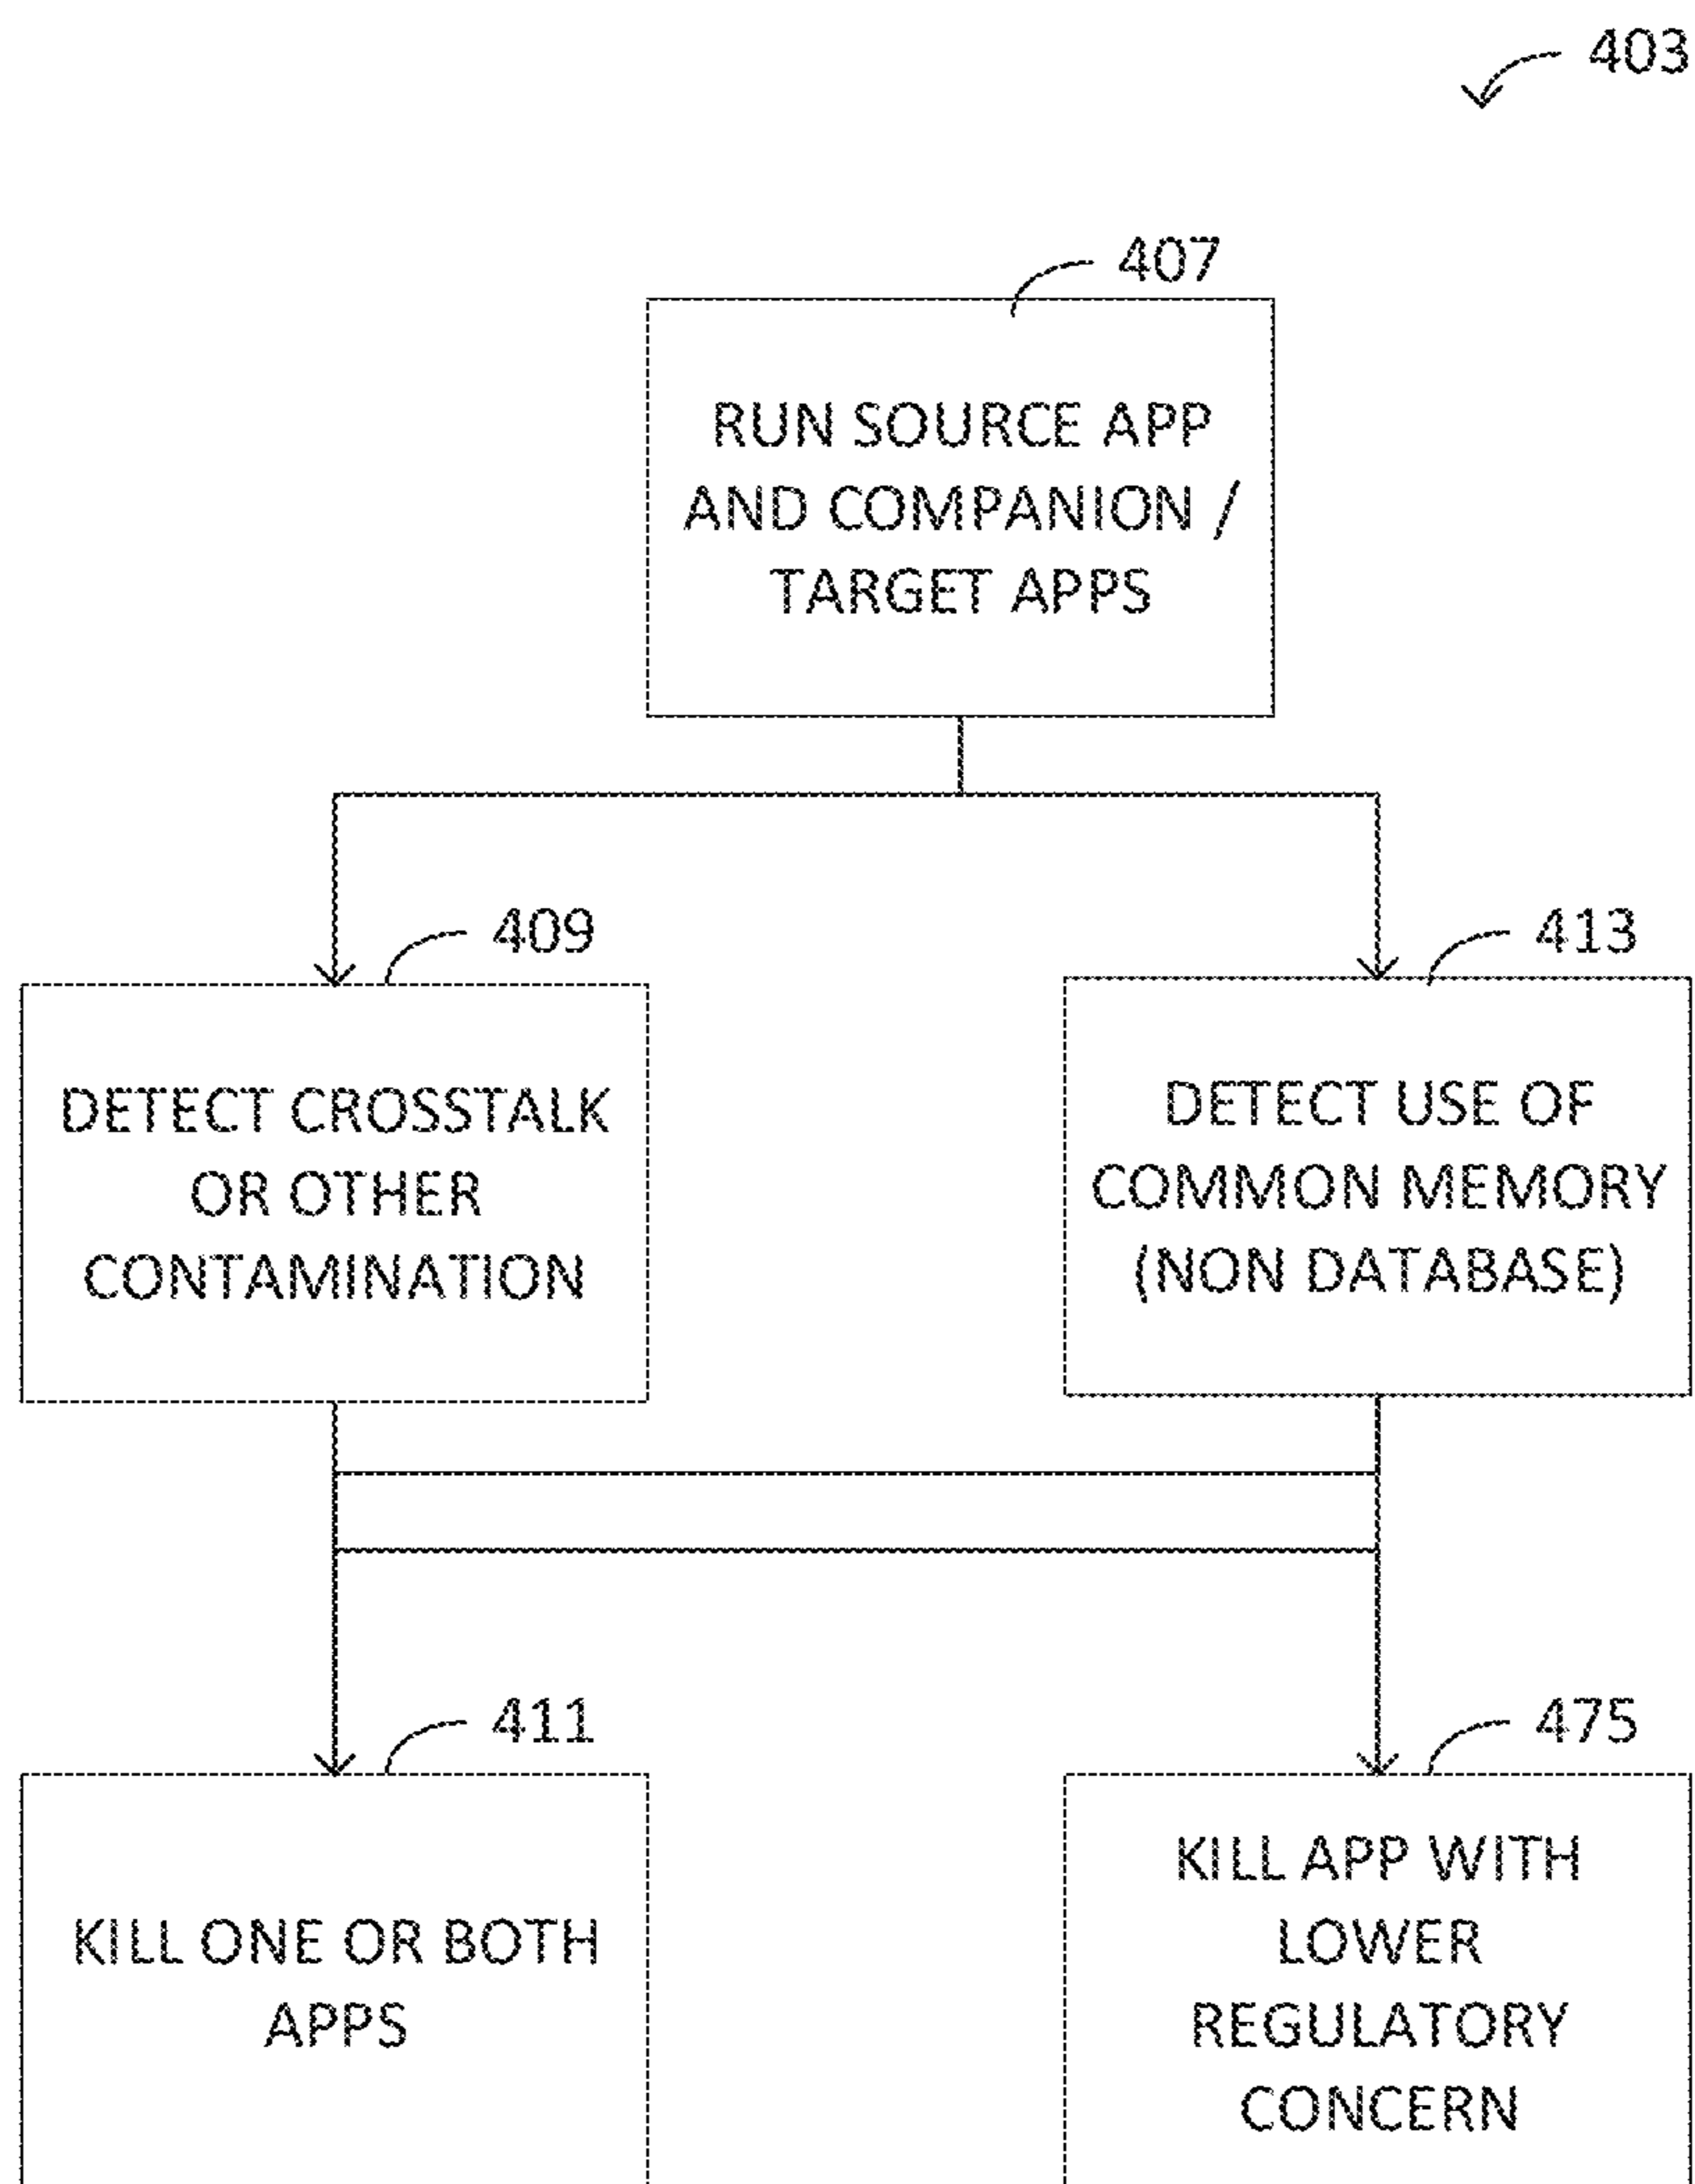 403
407
RUN SOURCE APP
AND COMPANION /
TARGET APPS
409
DETECT CROSSTALK
OR OTHER
CONTAMINATION
413
DETECT USE OF
COMMON MEMORY
(NON DATABASE)
411
KILL ONE OR BOTH
APPS
475
KILL APP WITH
LOWER
REGULATORY
CONCERN